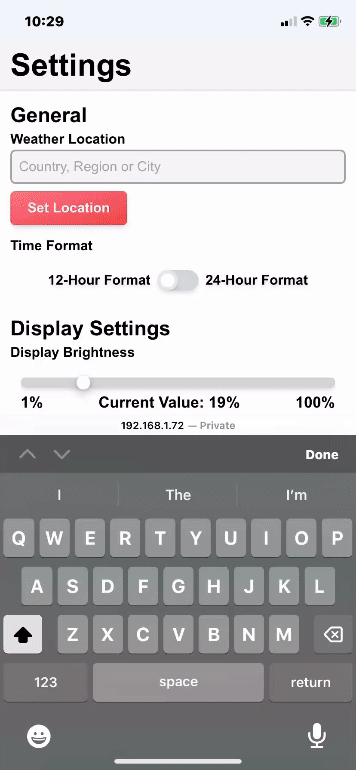 10:29
Settings
General
Weather Location
Country, Region or City
Set Location
Time Format
12-Hour Format 24-Hour Format
Display Settings
Display Brightness
1% Current Value: 19% 100%
192.168.1.72 — Private
Done
I The I'm
Q W E R T Y U I O P
A S D F G H J K L
Z X C V B N M
123 space return